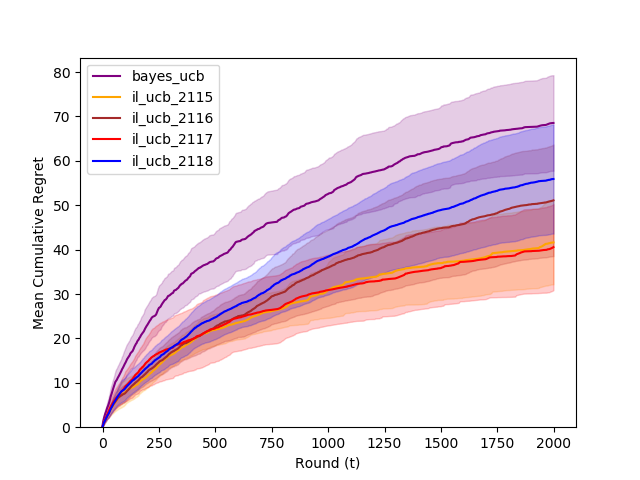 80
70
60
50
40
30
20
10
0
Mean Cumulative Regret
bayes_ucb
il_ucb_2115
il_ucb_2116
il_ucb_2117
il_ucb_2118
0 250 500 750 1000 1250 1500 1750 2000
Round (t)